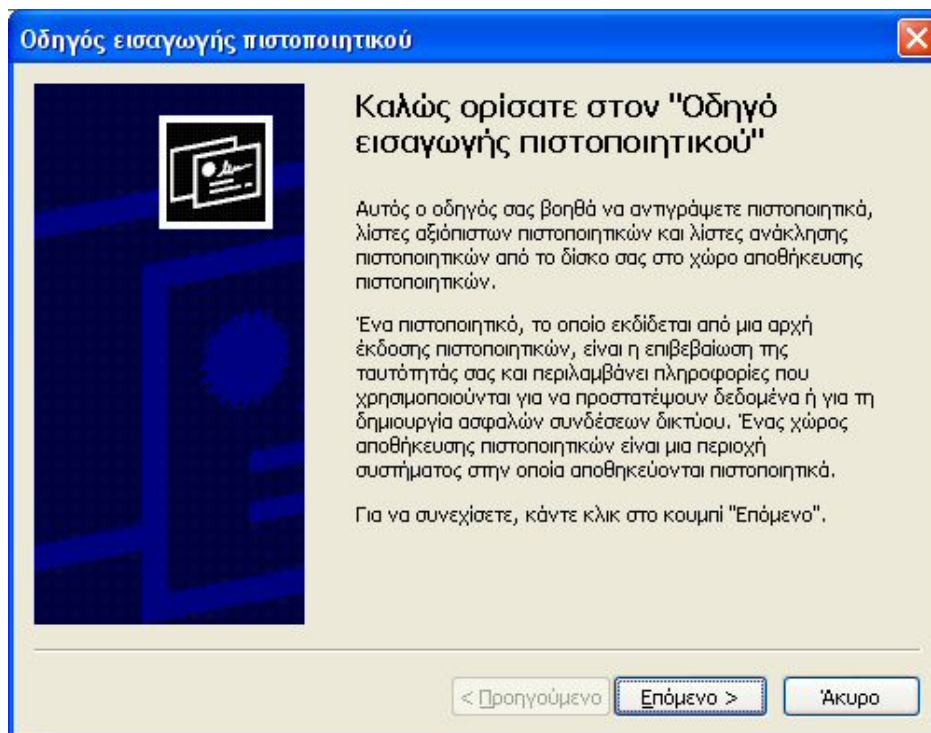 Οδηγός εισαγωγής πιστοποιητικού
Καλώς ορίσατε στον "Οδηγό
εισαγωγής πιστοποιητικού"
Αυτός ο οδηγός σας βοηθά να αντιγράψετε πιστοποιητικά,
λίστες αξιόπιστων πιστοποιητικών και λίστες ανάκλησης
πιστοποιητικών από το δίσκο σας στο χώρο αποθήκευσης
πιστοποιητικών.
Ένα πιστοποιητικό, το οποίο εκδίδεται από μια αρχή
έκδοσης πιστοποιητικών, είναι η επιβεβαίωση της
ταυτότητάς σας και περιλαμβάνει πληροφορίες που
χρησιμοποιούνται για να προστατέψουν δεδομένα ή για τη
δημιουργία ασφαλών συνδέσεων δικτύου. Ένας χώρος
αποθήκευσης πιστοποιητικών είναι μια περιοχή
συστήματος στην οποία αποθηκεύονται πιστοποιητικά.
Για να συνεχίσετε, κάντε κλικ στο κουμπί "Επόμενο".
< Προηγούμενο Επόμενο > Άκυρο